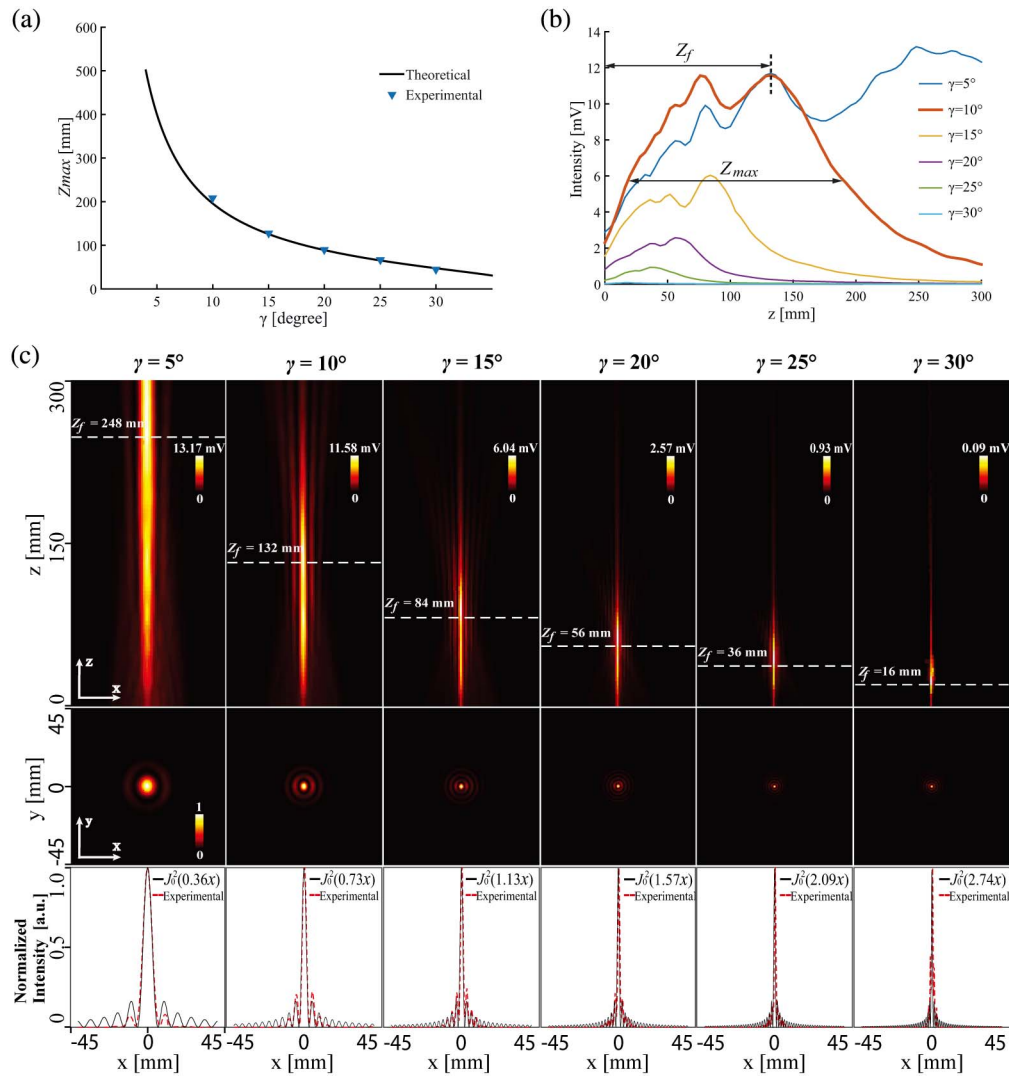 (a)
600
500
400
300
200
100
0
Zmax [mm]
5 10 15 20 25 30
γ [degree]
Theoretical
Experimental
(b)
14
12
10
8
6
4
2
0
Intensity [mV]
0 50 100 150 200 250 300
z [mm]
Zf
Zmax
γ=5°
γ=10°
γ=15°
γ=20°
γ=25°
γ=30°
(c)
γ = 5° γ = 10° γ = 15° γ = 20° γ = 25° γ = 30°
300
150
0
z [mm]
Zf = 248 mm
13.17 mV
0
z
x
Zf = 132 mm
11.58 mV
0
Zf = 84 mm
6.04 mV
0
Zf = 56 mm
2.57 mV
0
Zf = 36 mm
0.93 mV
0
Zf = 16 mm
0.09 mV
0
45
0
-45
y [mm]
y
x
1
0
1.0
0.5
0
Normalized
Intensity [a.u.]
J₀²(0.36x)
Experimental
J₀²(0.73x)
Experimental
J₀²(1.13x)
Experimental
J₀²(1.57x)
Experimental
J₀²(2.09x)
Experimental
J₀²(2.74x)
Experimental
-45 0 45 -45 0 45 -45 0 45 -45 0 45 -45 0 45 -45 0 45
x [mm] x [mm] x [mm] x [mm] x [mm] x [mm]